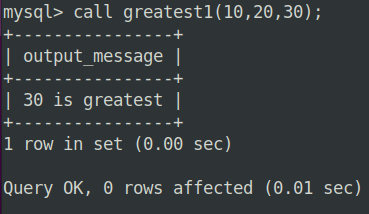 mysql> call greatest1(10,20,30);
+----------------+
| output_message |
+----------------+
| 30 is greatest |
+----------------+
1 row in set (0.00 sec)
Query OK, 0 rows affected (0.01 sec)